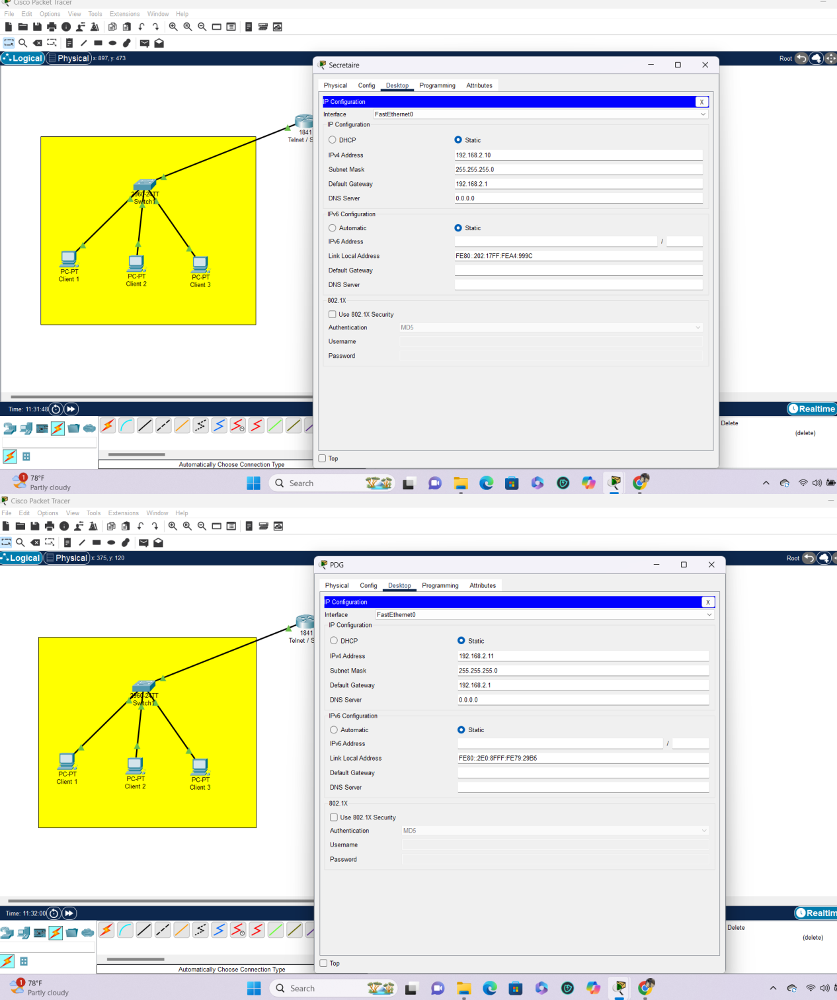 Cisco Packet Tracer
File Edit Options View Tools Extensions Window Help
Logical Physical x: 897, y: 473
Root
Secretaire
Physical Config Desktop Programming Attributes
IP Configuration X
Interface FastEthernet0
IP Configuration
DHCP Static
IPv4 Address 192.168.2.10
Subnet Mask 255.255.255.0
Default Gateway 192.168.2.1
DNS Server 0.0.0.0
IPv6 Configuration
Automatic Static
IPv6 Address /
Link Local Address FE80::202:17FF:FEA4:999C
Default Gateway
DNS Server
802.1X
Use 802.1X Security
Authentication MD5
Username
Password
Top
1841
Telnet / S
2960-24TT
Switch1
PC-PT
Client 1
PC-PT
Client 2
PC-PT
Client 3
Time: 11:31:48
Realtime
Delete
(delete)
Automatically Choose Connection Type
1
78°F
Partly cloudy
Search
Cisco Packet Tracer
File Edit Options View Tools Extensions Window Help
Logical Physical x: 375, y: 120
Root
PDG
Physical Config Desktop Programming Attributes
IP Configuration X
Interface FastEthernet0
IP Configuration
DHCP Static
IPv4 Address 192.168.2.11
Subnet Mask 255.255.255.0
Default Gateway 192.168.2.1
DNS Server 0.0.0.0
IPv6 Configuration
Automatic Static
IPv6 Address /
Link Local Address FE80::2E0:8FFF:FE79:29B5
Default Gateway
DNS Server
802.1X
Use 802.1X Security
Authentication MD5
Username
Password
Top
1841
Telnet / S
2960-24TT
Switch1
PC-PT
Client 1
PC-PT
Client 2
PC-PT
Client 3
Time: 11:32:00
Realtim
Delete
(delete)
Automatically Choose Connection Type
1
78°F
Partly cloudy
Search